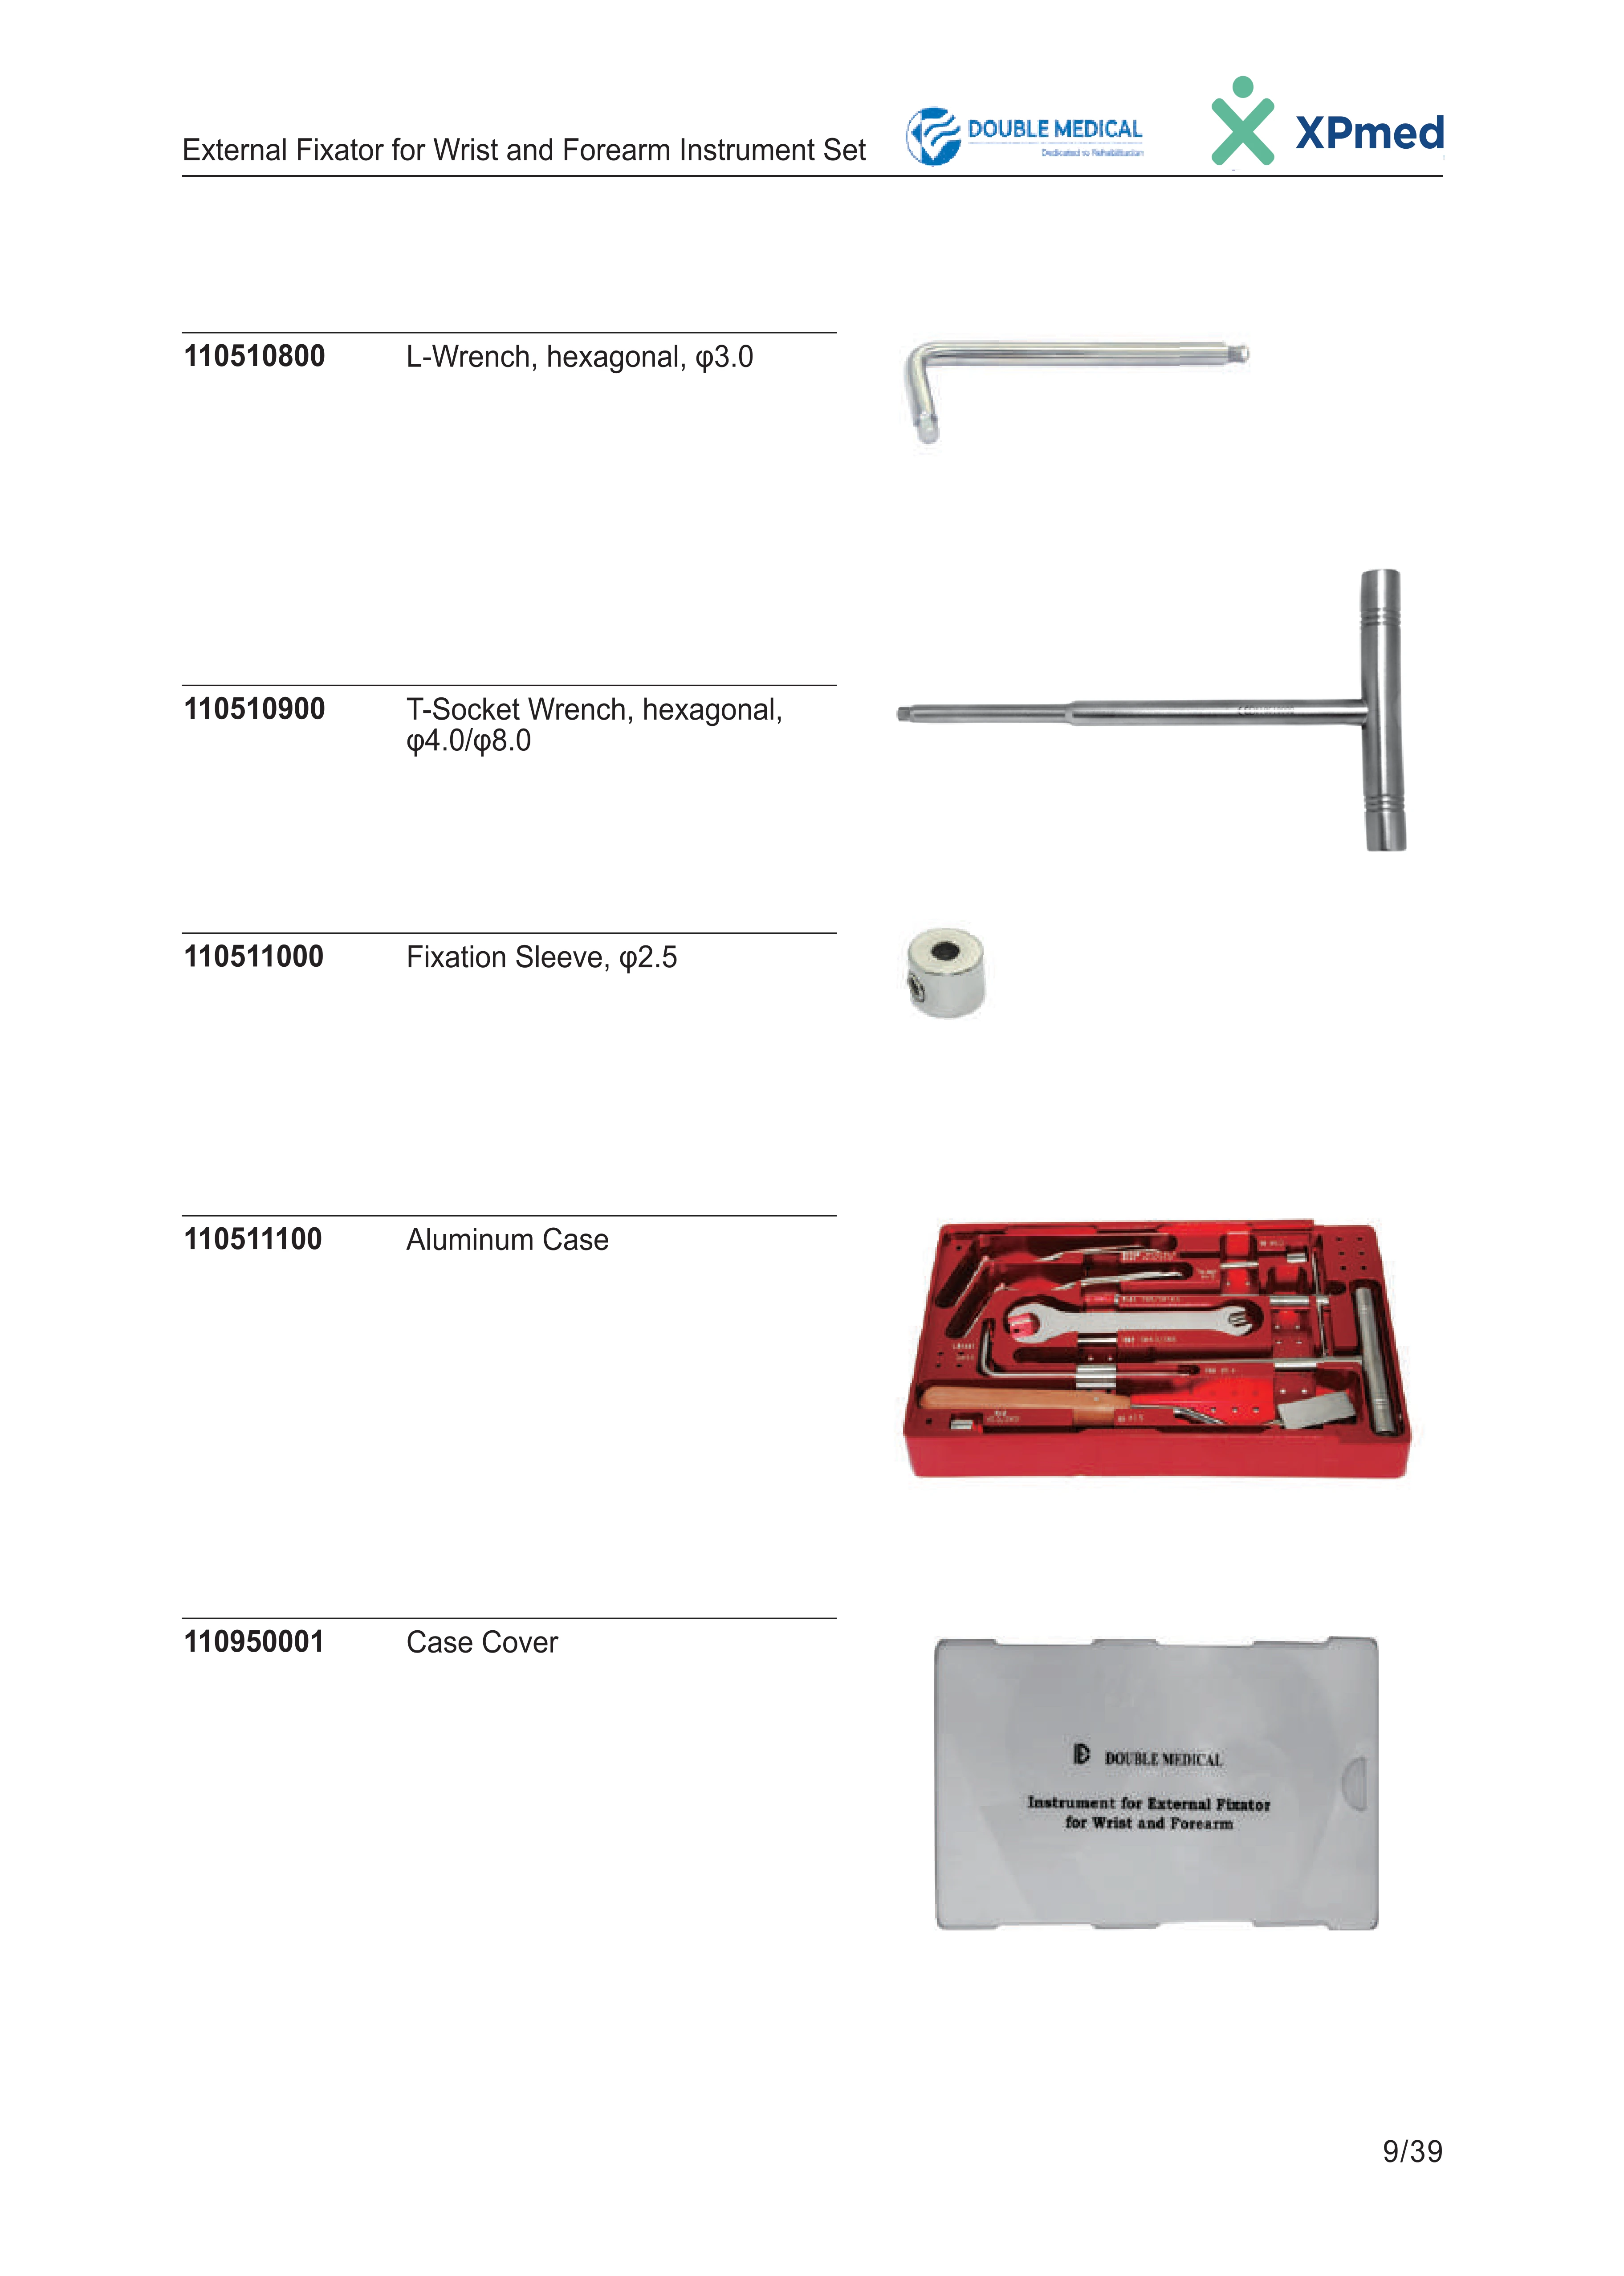 External Fixator for Wrist and Forearm Instrument Set
DOUBLE MEDICAL
Dedicated to Rehabilitation
XPmed
110510800 L-Wrench, hexagonal, φ3.0
110510900 T-Socket Wrench, hexagonal,
φ4.0/φ8.0
110511000 Fixation Sleeve, φ2.5
110511100 Aluminum Case
110950001 Case Cover
DOUBLE MEDICAL
Instrument for External Fixator
for Wrist and Forearm
9/39